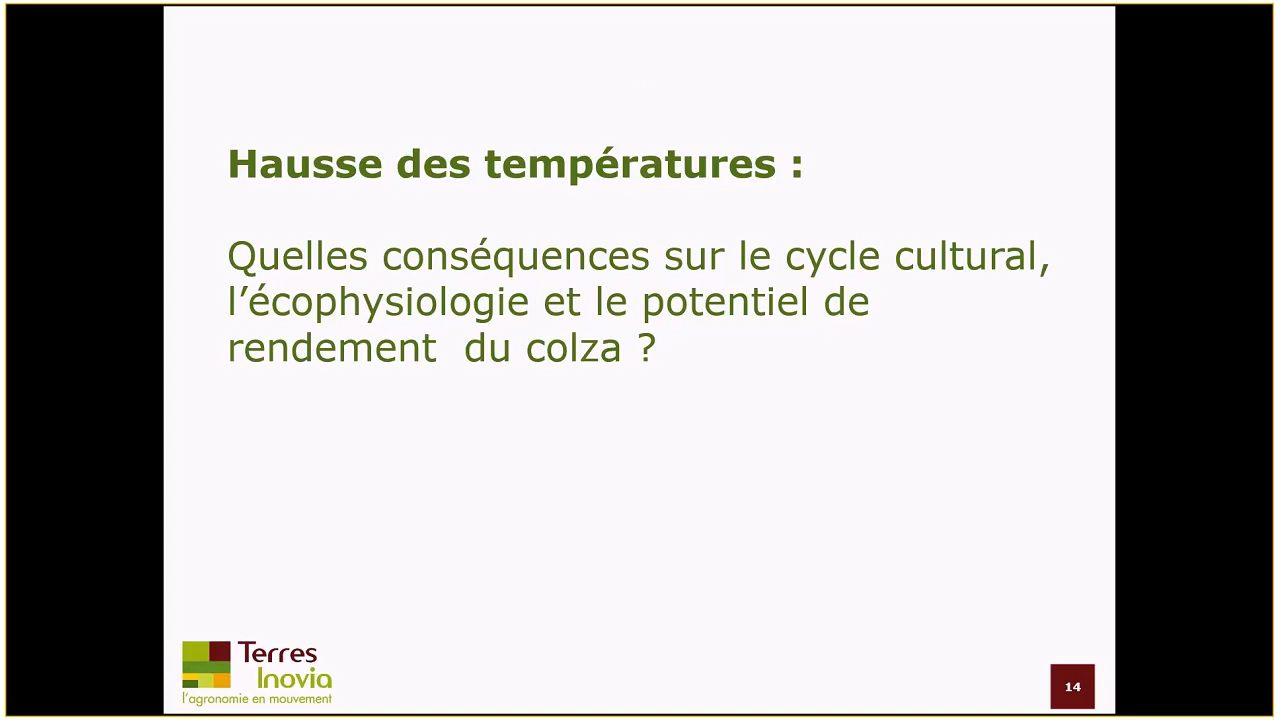 Hausse des températures :
Quelles conséquences sur le cycle cultural,
l’écophysiologie et le potentiel de
rendement  du colza ?
Terres
Inovia
l’agronomie en mouvement
14